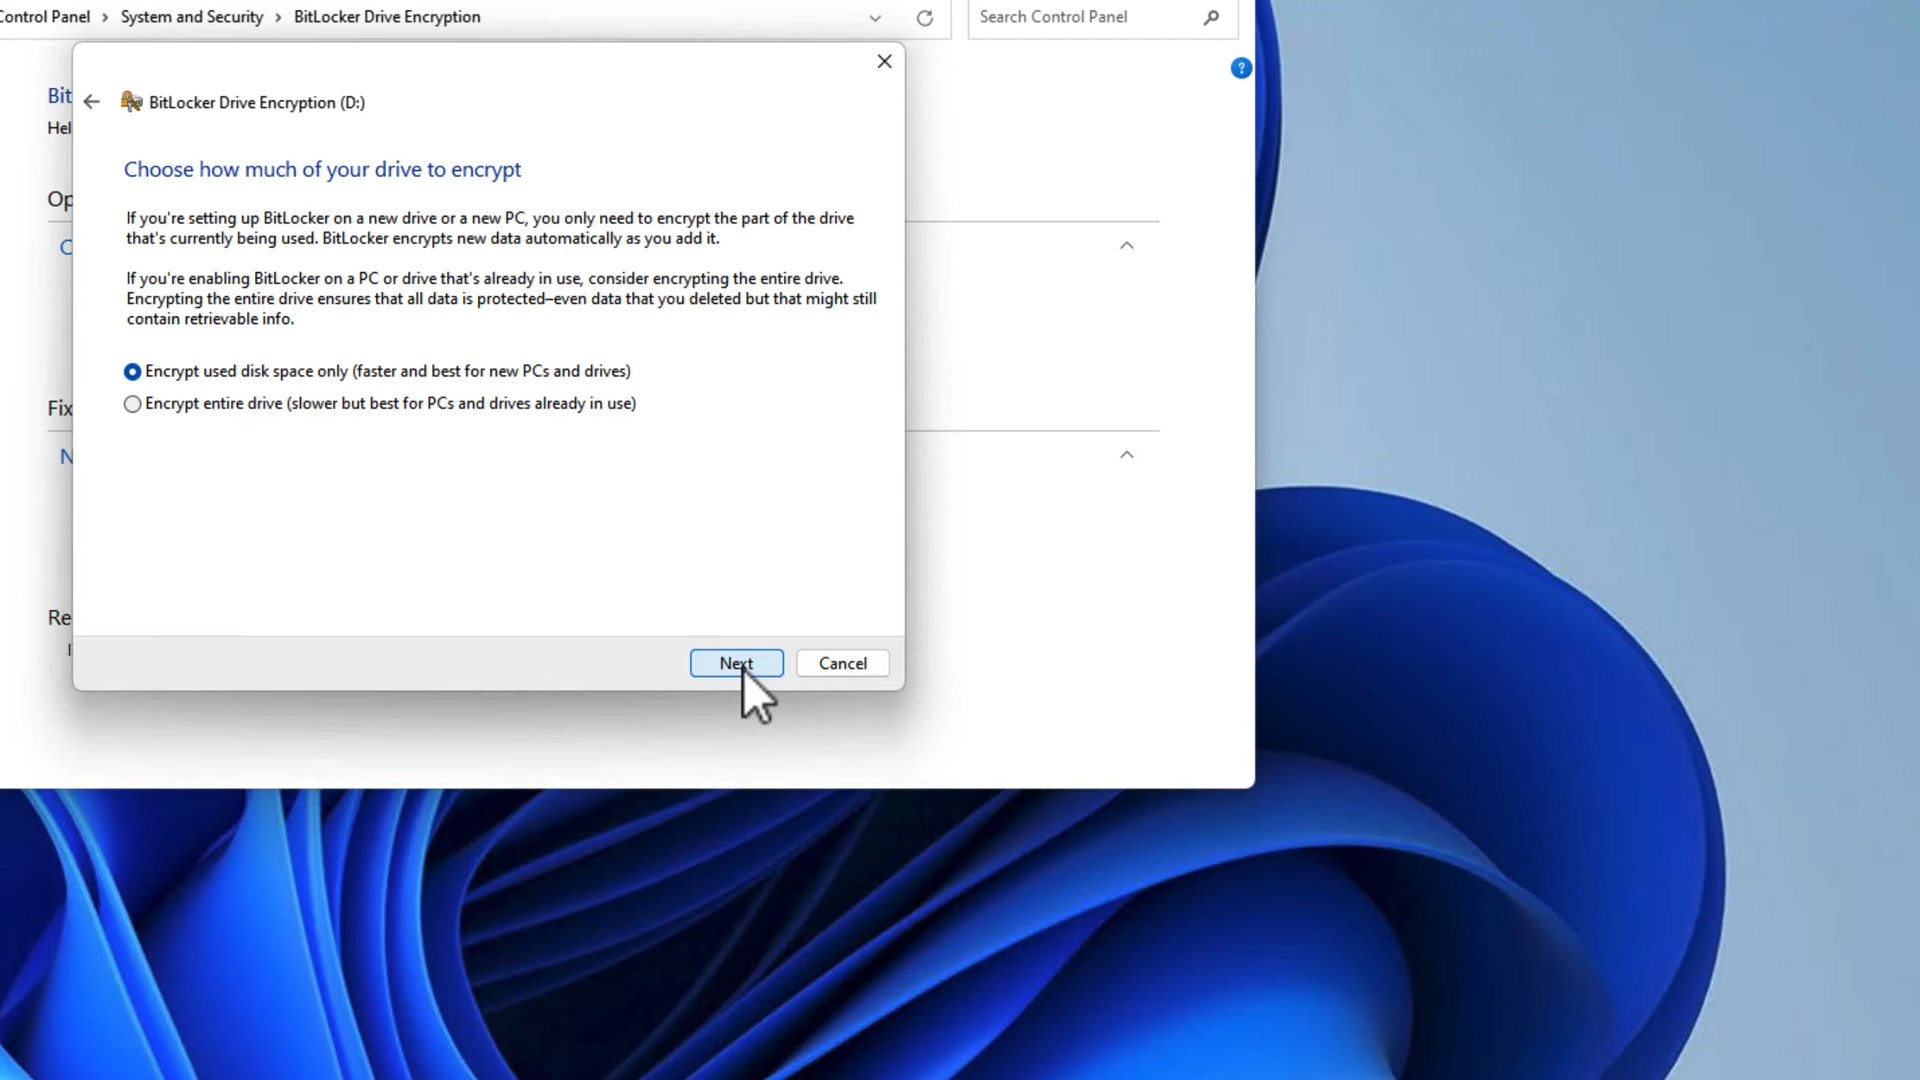 Control Panel > System and Security > BitLocker Drive Encryption
Search Control Panel
?
Bit
BitLocker Drive Encryption (D:)
Hel
Choose how much of your drive to encrypt
Op
If you're setting up BitLocker on a new drive or a new PC, you only need to encrypt the part of the drive
that's currently being used. BitLocker encrypts new data automatically as you add it.
C
If you're enabling BitLocker on a PC or drive that's already in use, consider encrypting the entire drive.
Encrypting the entire drive ensures that all data is protected–even data that you deleted but that might still
contain retrievable info.
Encrypt used disk space only (faster and best for new PCs and drives)
Encrypt entire drive (slower but best for PCs and drives already in use)
Fix
N
Re
Next
Cancel